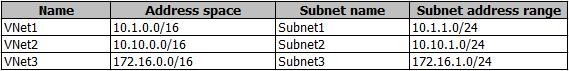 Name Address space Subnet name Subnet address range
VNet1 10.1.0.0/16 Subnet1 10.1.1.0/24
VNet2 10.10.0.0/16 Subnet2 10.10.1.0/24
VNet3 172.16.0.0/16 Subnet3 172.16.1.0/24